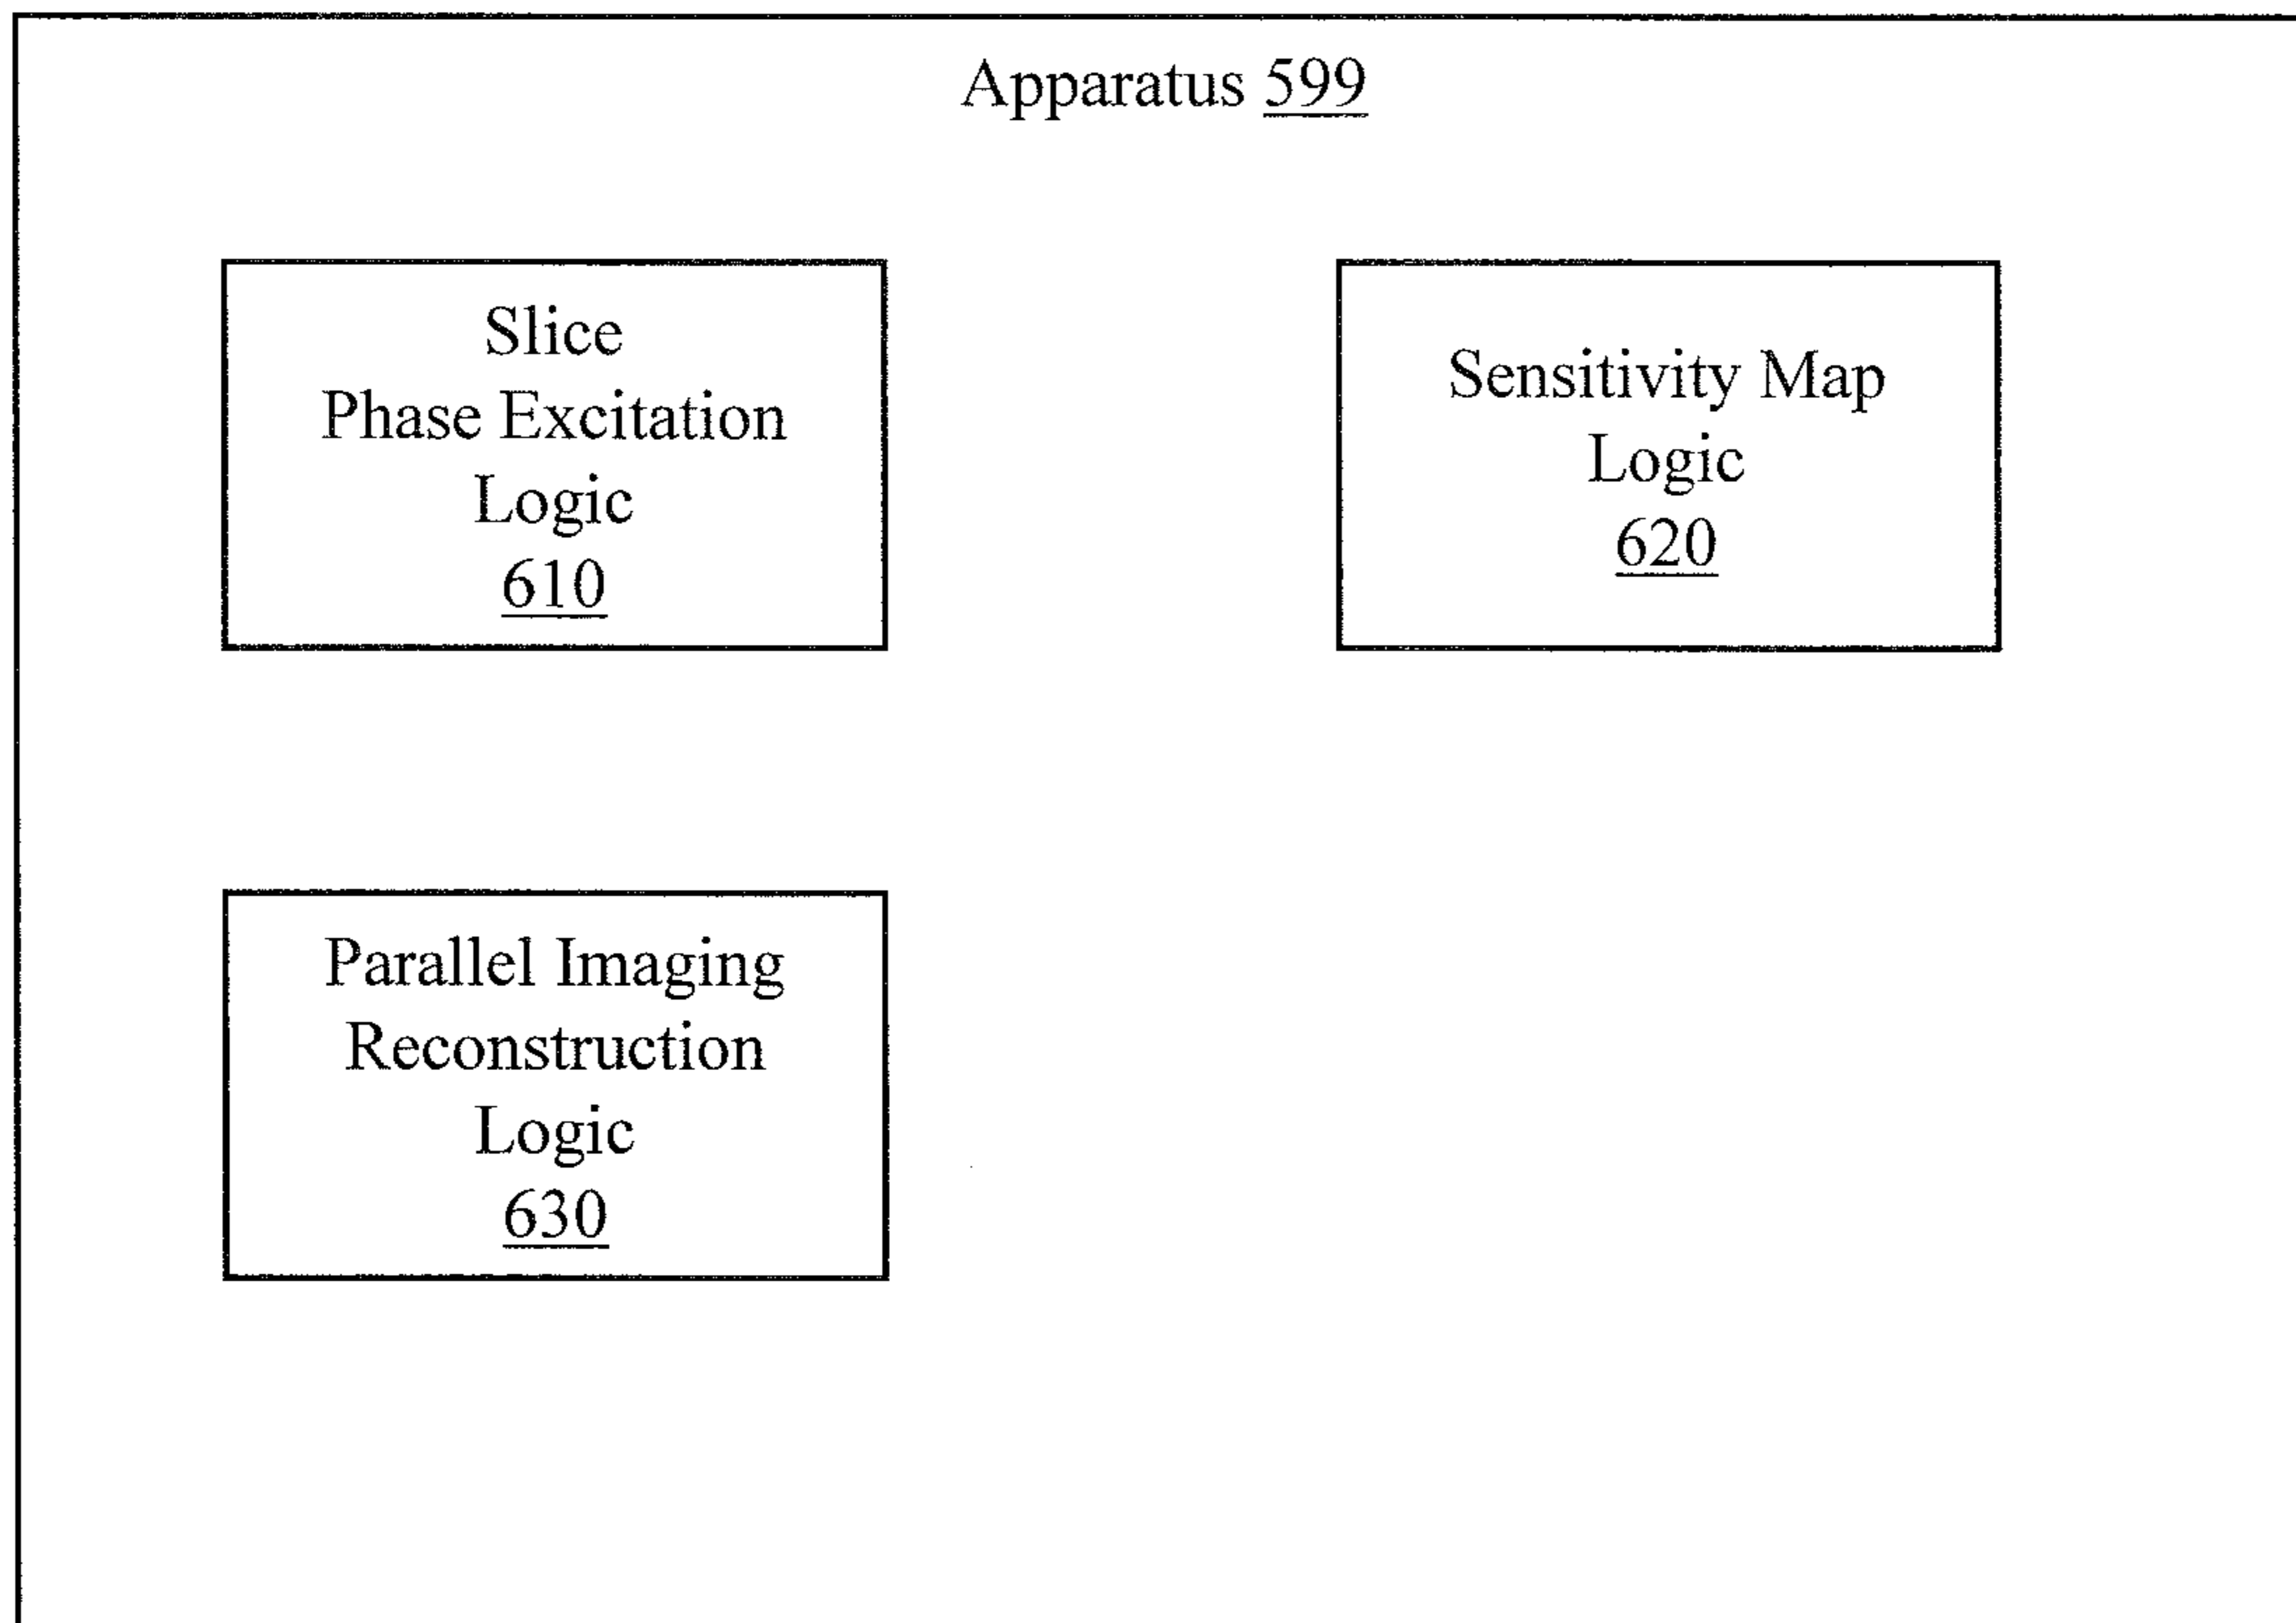 Apparatus 599
Slice
Phase Excitation
Logic
610
Sensitivity Map
Logic
620
Parallel Imaging
Reconstruction
Logic
630